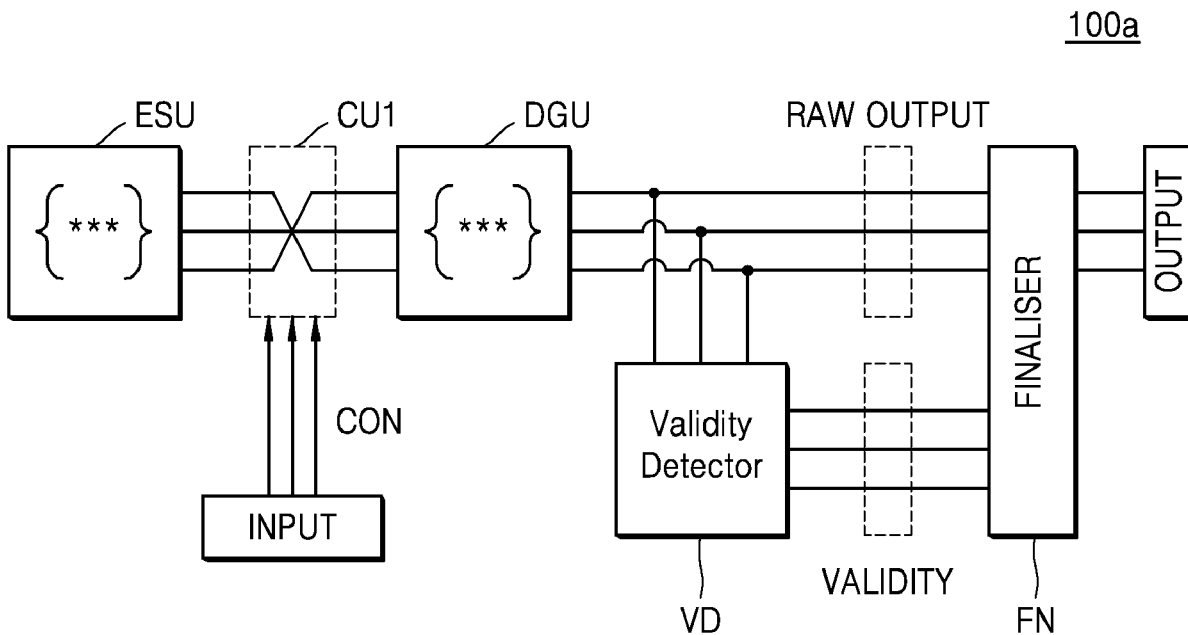 100a
ESU
CU1
DGU
RAW OUTPUT
{ *** }
{ *** }
FINALISER
OUTPUT
CON
INPUT
Validity
Detector
VALIDITY
VD
FN